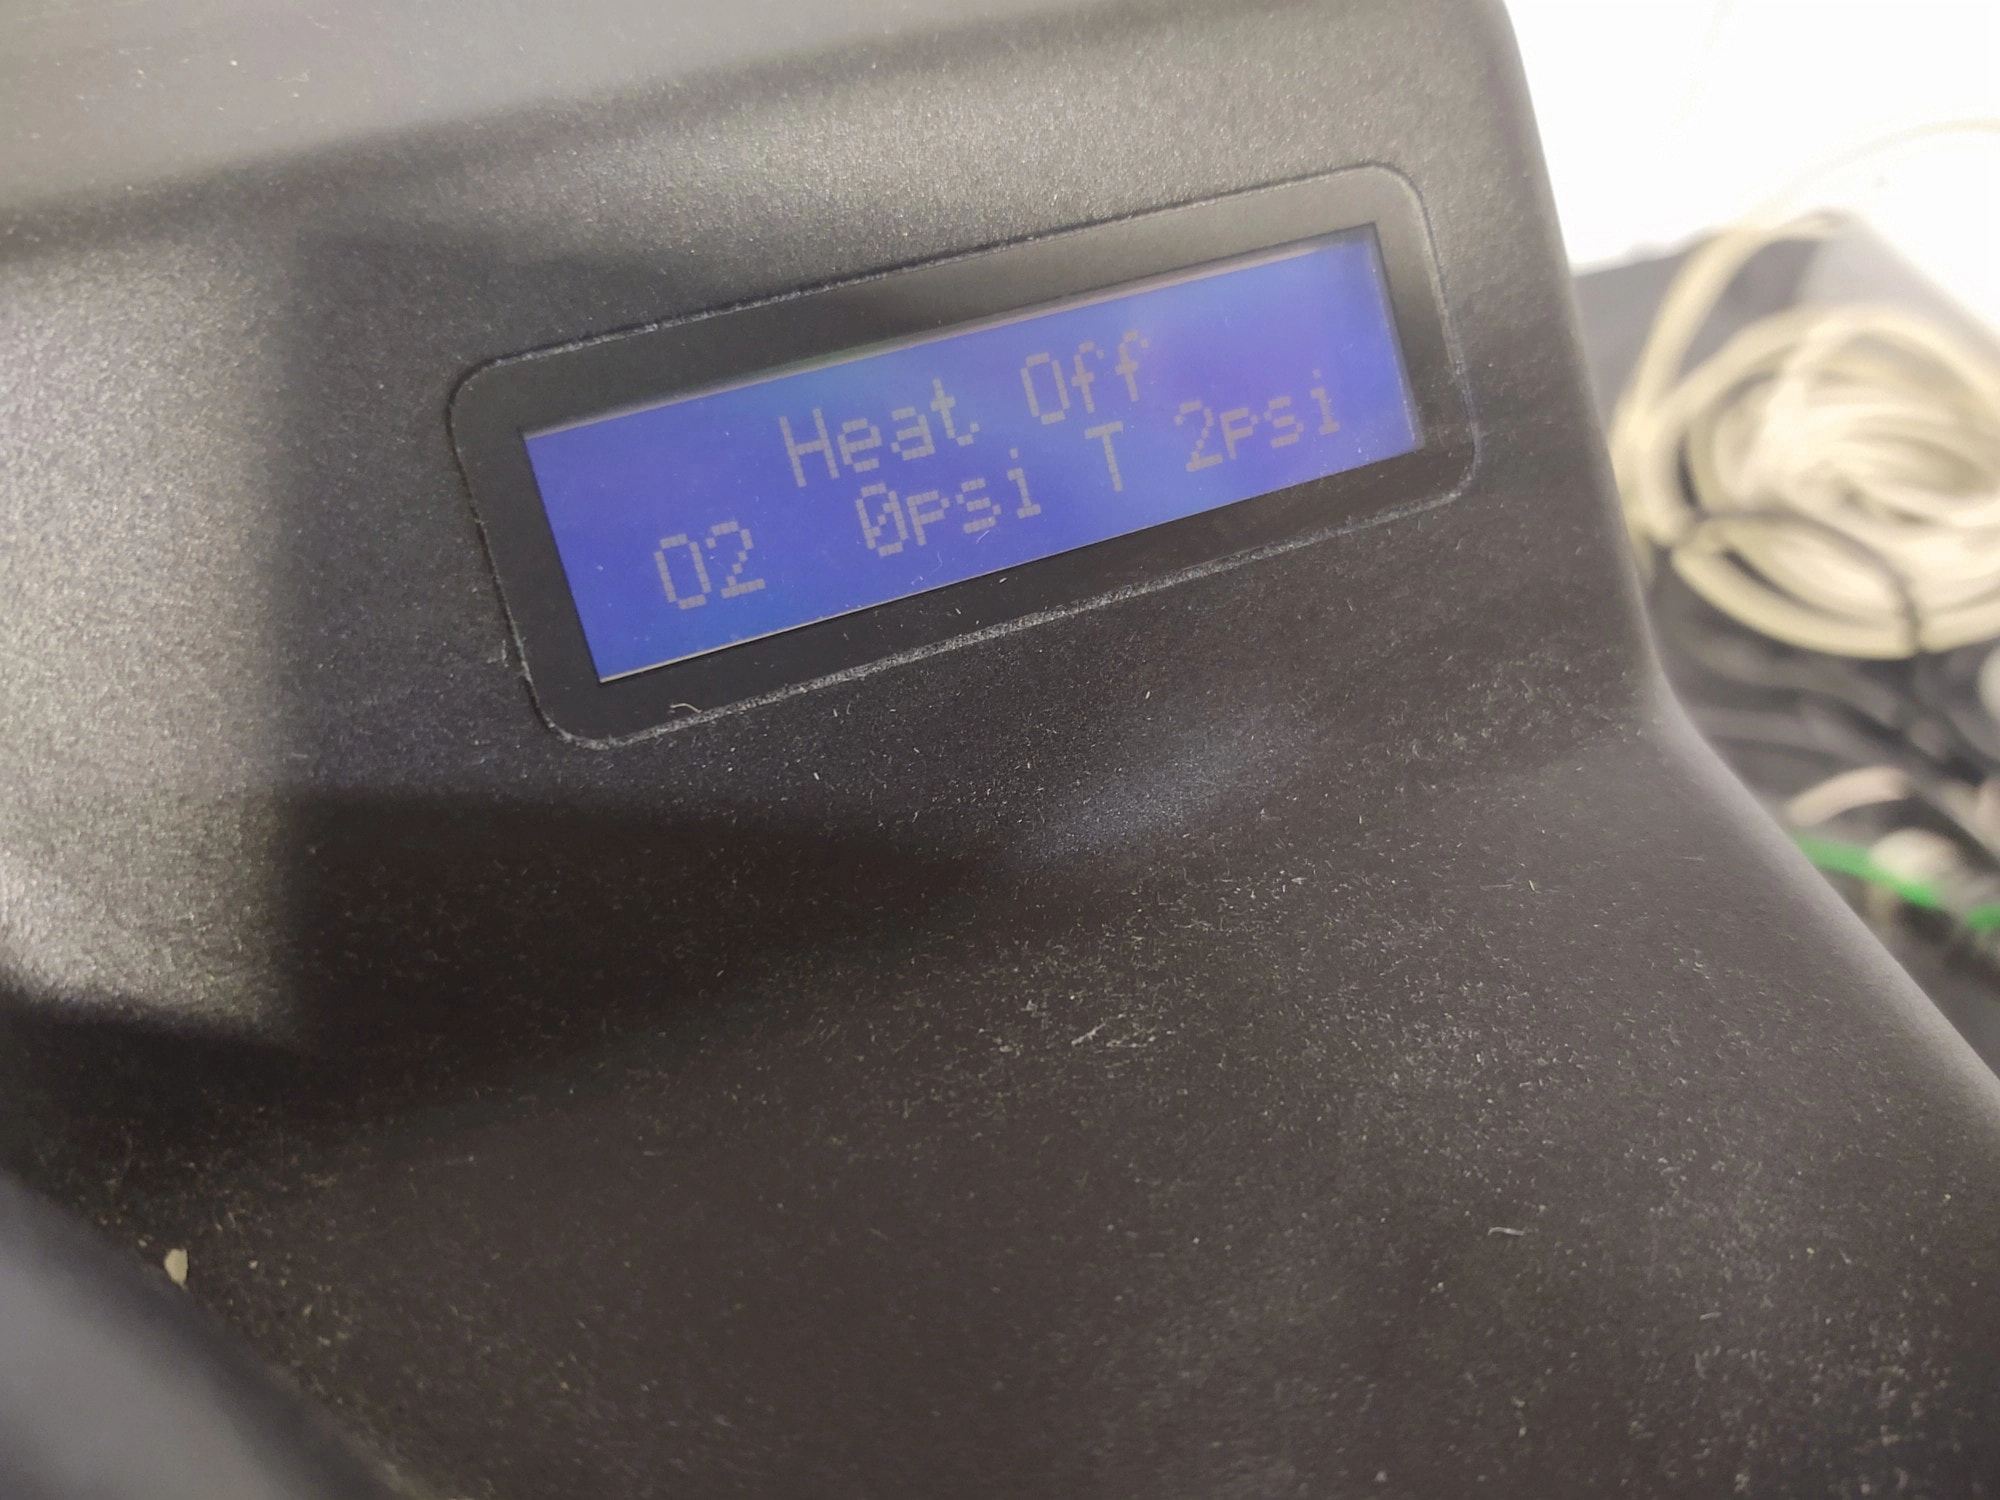 Heat Off
O2 0psi T 2psi